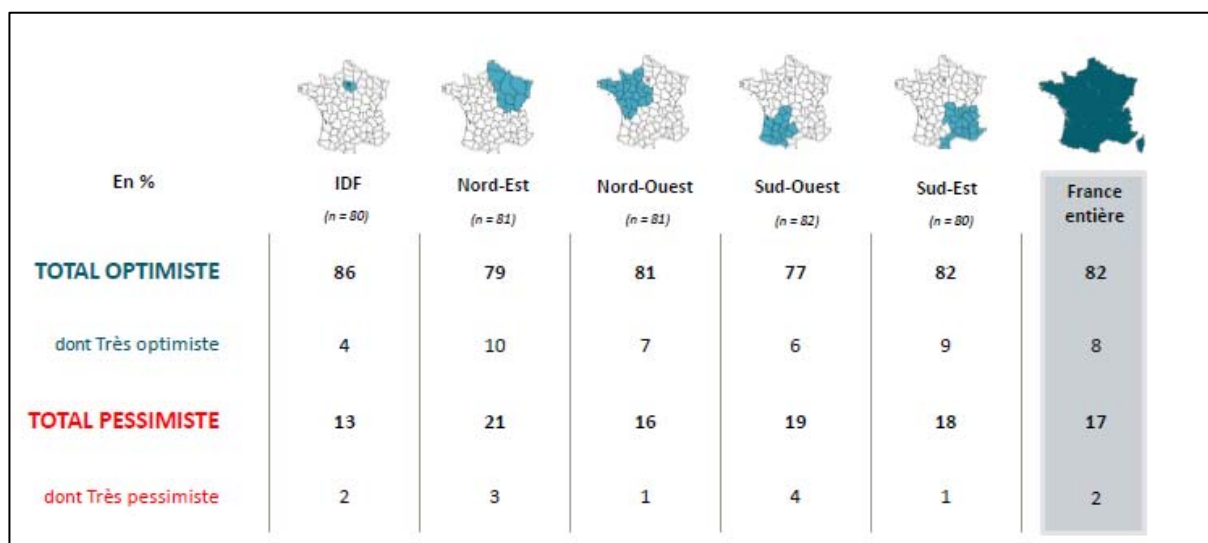 En % IDF Nord-Est Nord-Ouest Sud-Ouest Sud-Est France entière
(n = 80) (n = 81) (n = 81) (n = 82) (n = 80)
TOTAL OPTIMISTE 86 79 81 77 82 82
dont Très optimiste 4 10 7 6 9 8
TOTAL PESSIMISTE 13 21 16 19 18 17
dont Très pessimiste 2 3 1 4 1 2